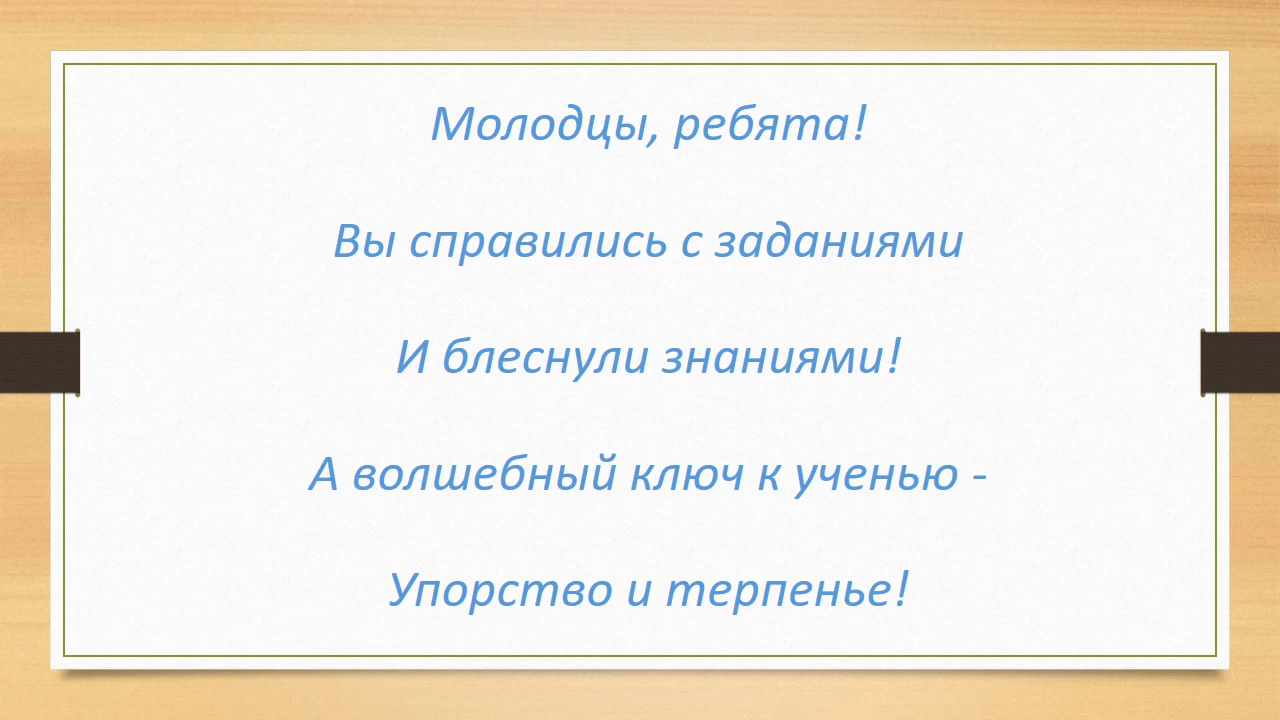 Молодцы, ребята!
Вы справились с заданиями
И блеснули знаниями!
А волшебный ключ к ученью -
Упорство и терпенье!